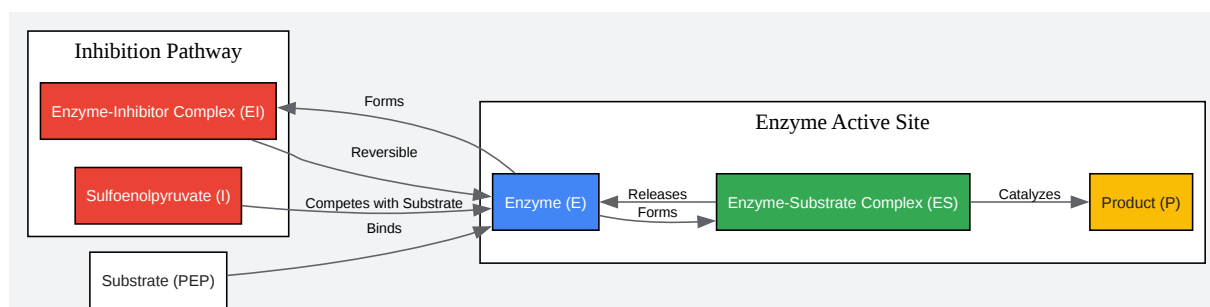 Inhibition Pathway
Enzyme-Inhibitor Complex (EI)
Forms
Enzyme Active Site
Reversible
Sulfoenolpyruvate (I)
Competes with Substrate
Enzyme (E)
Releases
Forms
Enzyme-Substrate Complex (ES)
Catalyzes
Product (P)
Binds
Substrate (PEP)